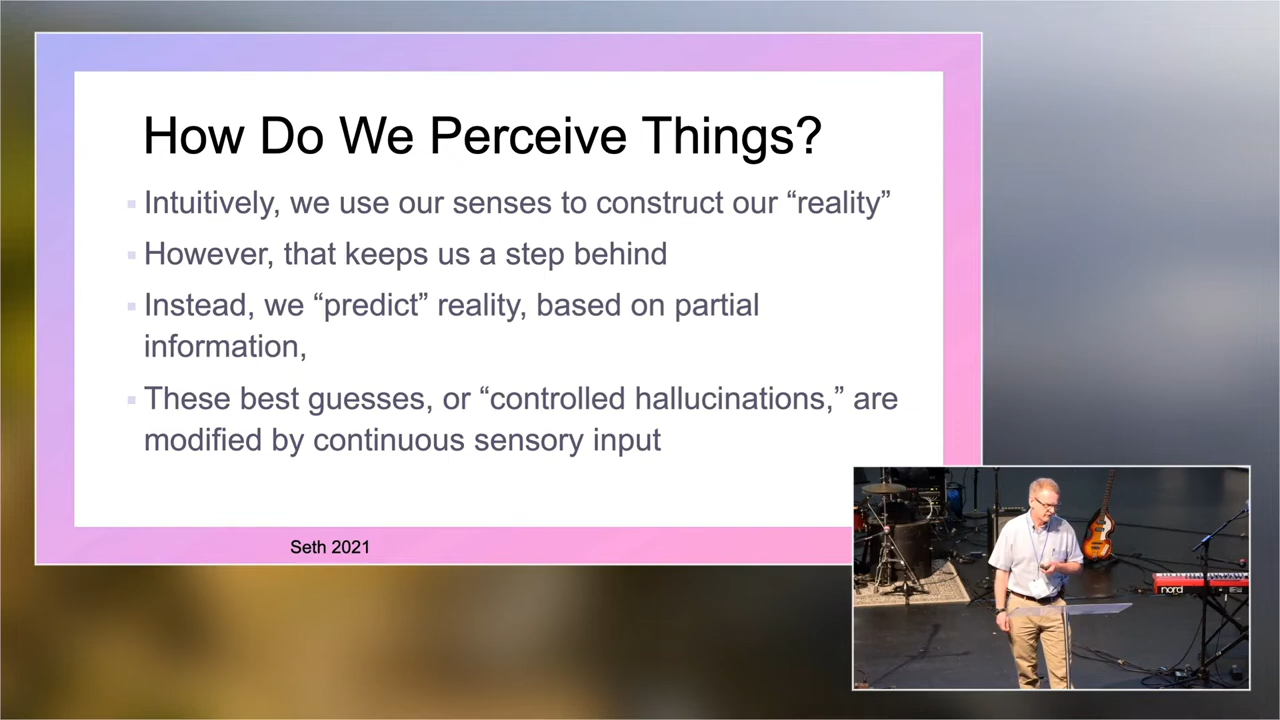 How Do We Perceive Things?
Intuitively, we use our senses to construct our “reality”
However, that keeps us a step behind
Instead, we “predict” reality, based on partial
information,
These best guesses, or “controlled hallucinations,” are
modified by continuous sensory input
Seth 2021
nord